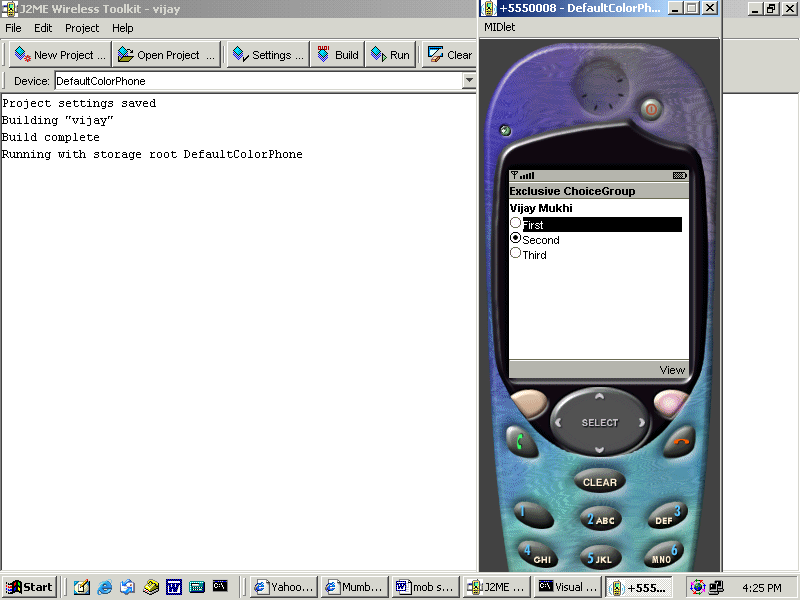 J2ME Wireless Toolkit - vijay
File Edit Project Help
New Project ... Open Project ... Settings ... Build Run Clear
Device: DefaultColorPhone
Project settings saved
Building "vijay"
Build complete
Running with storage root DefaultColorPhone
+5550008 - DefaultColorPh...
MIDlet
Exclusive ChoiceGroup
Vijay Mukhi
First
Second
Third
View
SELECT
CLEAR
1 2 ABC DEF 3
4 GHI 5 JKL MNO 6
Start Yahoo... Mumb... mob s... J2ME ... Visual ... +555... 4:25 PM